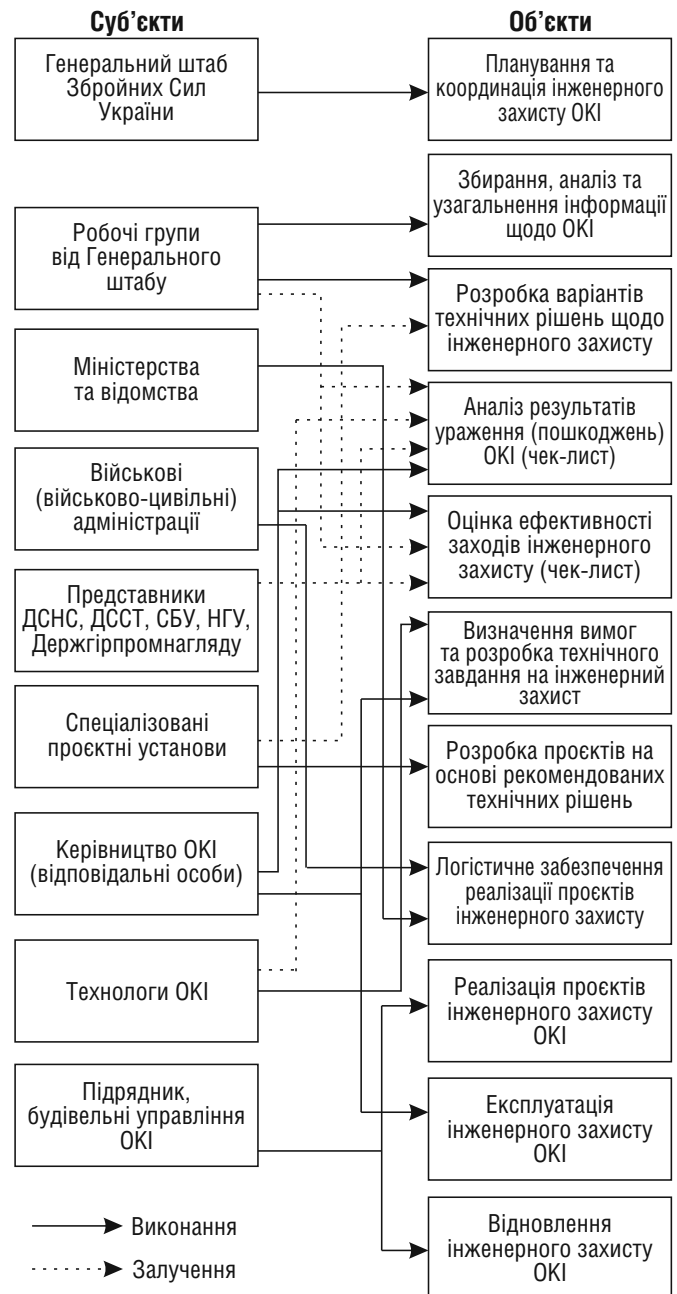 Суб’єкти
Генеральний штаб
Збройних Сил
України
Робочі групи
від Генерального
штабу
Міністерства
та відомства
Військові
(військово-цивільні)
адміністрації
Представники
ДСНС, ДССТ, СБУ, НГУ,
Держгірпромнагляду
Спеціалізовані
проєктні установи
Керівництво ОКІ
(відповідальні особи)
Технологи ОКІ
Підрядник,
будівельні управління
ОКІ
Виконання
Залучення
Об’єкти
Планування та
координація інженерного
захисту ОКІ
Збирання, аналіз та
узагальнення інформації
щодо ОКІ
Розробка варіантів
технічних рішень щодо
інженерного захисту
Аналіз результатів
ураження (пошкоджень)
ОКІ (чек-лист)
Оцінка ефективності
заходів інженерного
захисту (чек-лист)
Визначення вимог
та розробка технічного
завдання на інженерний
захист
Розробка проєктів на
основі рекомендованих
технічних рішень
Логістичне забезпечення
реалізації проєктів
інженерного захисту
Реалізація проєктів
інженерного захисту
ОКІ
Експлуатація
інженерного захисту
ОКІ
Відновлення
інженерного захисту
ОКІ